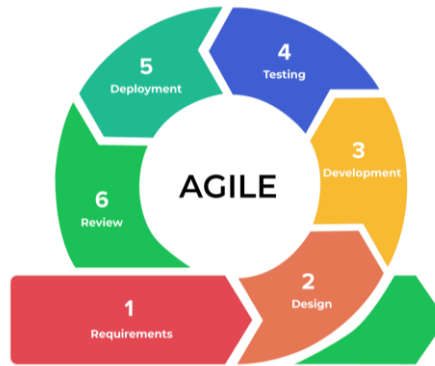 AGILE
1
Requirements
2
Design
3
Development
4
Testing
5
Deployment
6
Review